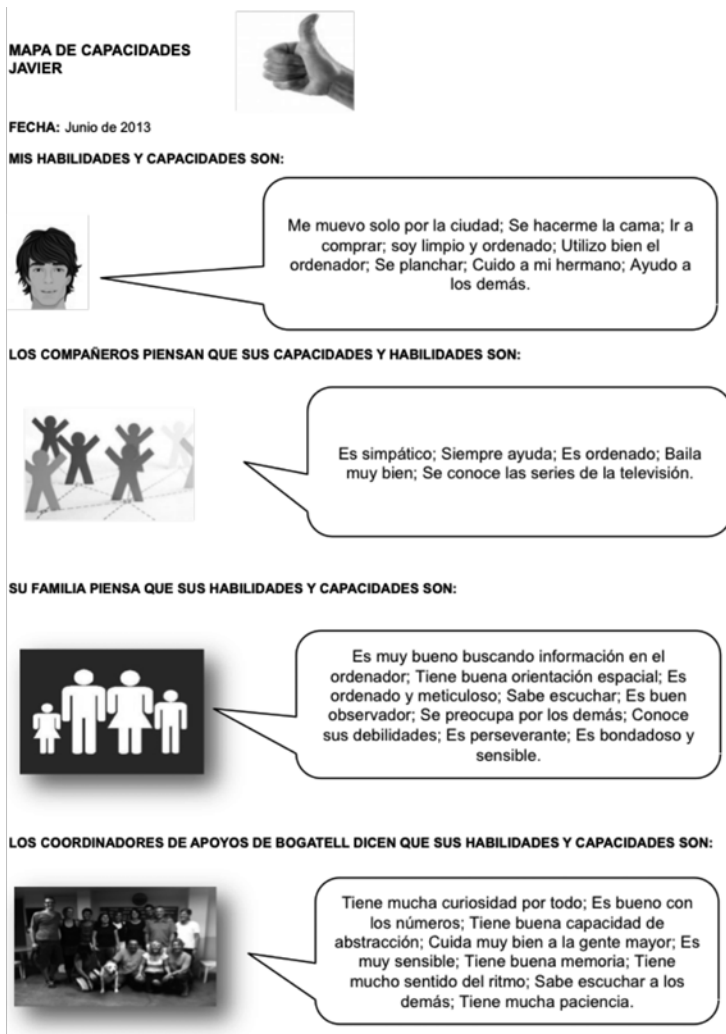 MAPA DE CAPACIDADES
JAVIER
FECHA: Junio de 2013
MIS HABILIDADES Y CAPACIDADES SON:
Me muevo solo por la ciudad; Se hacerme la cama; Ir a
comprar; soy limpio y ordenado; Utilizo bien el
ordenador; Se planchar; Cuido a mi hermano; Ayudo a
los demás.
LOS COMPAÑEROS PIENSAN QUE SUS CAPACIDADES Y HABILIDADES SON:
Es simpático; Siempre ayuda; Es ordenado; Baila
muy bien; Se conoce las series de la televisión.
SU FAMILIA PIENSA QUE SUS HABILIDADES Y CAPACIDADES SON:
Es muy bueno buscando información en el
ordenador; Tiene buena orientación espacial; Es
ordenado y meticuloso; Sabe escuchar; Es buen
observador; Se preocupa por los demás; Conoce
sus debilidades; Es perseverante; Es bondadoso y
sensible.
LOS COORDINADORES DE APOYOS DE BOGATELL DICEN QUE SUS HABILIDADES Y CAPACIDADES SON:
Tiene mucha curiosidad por todo; Es bueno con
los números; Tiene buena capacidad de
abstracción; Cuida muy bien a la gente mayor; Es
muy sensible; Tiene buena memoria; Tiene
mucho sentido del ritmo; Sabe escuchar a los
demás; Tiene mucha paciencia.